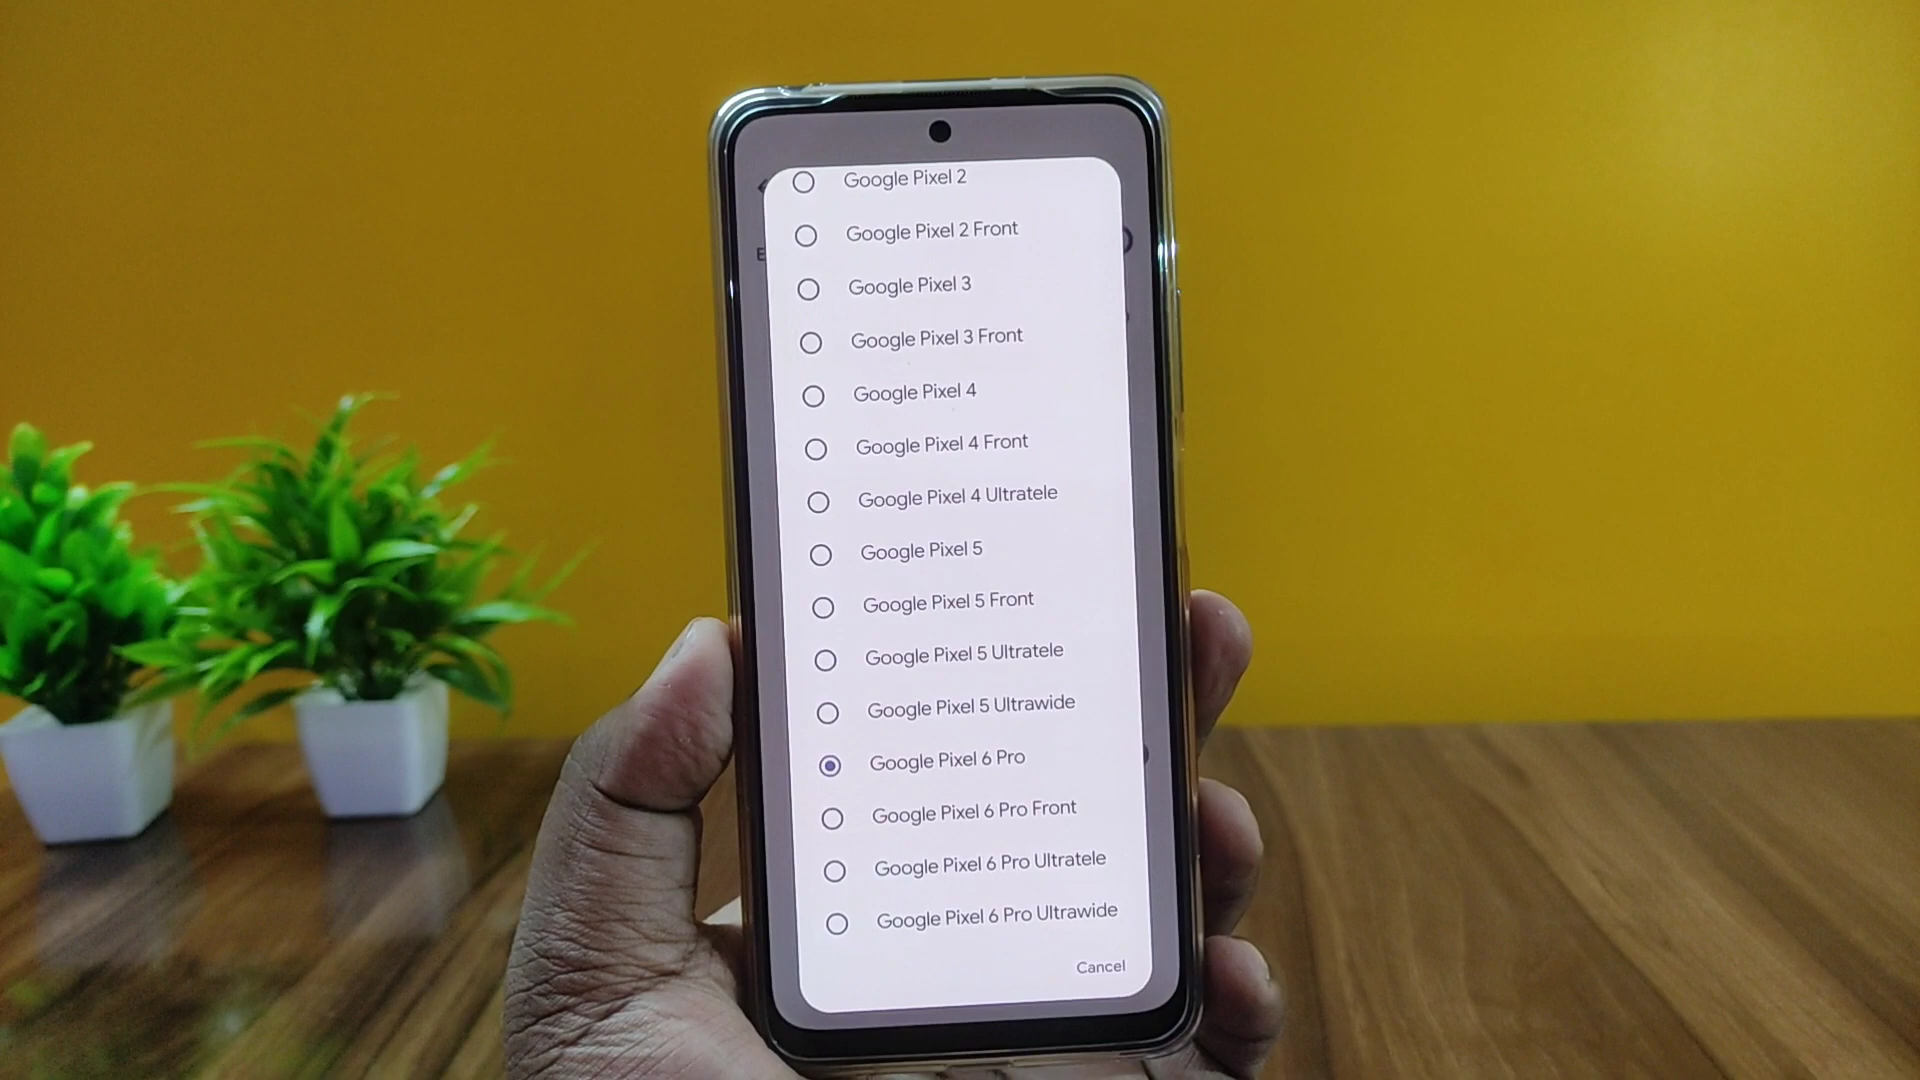 Google Pixel 2
Google Pixel 2 Front
E
Google Pixel 3
Google Pixel 3 Front
Google Pixel 4
Google Pixel 4 Front
Google Pixel 4 Ultratele
Google Pixel 5
Google Pixel 5 Front
Google Pixel 5 Ultratele
Google Pixel 5 Ultrawide
Google Pixel 6 Pro
Google Pixel 6 Pro Front
Google Pixel 6 Pro Ultratele
Google Pixel 6 Pro Ultrawide
Cancel